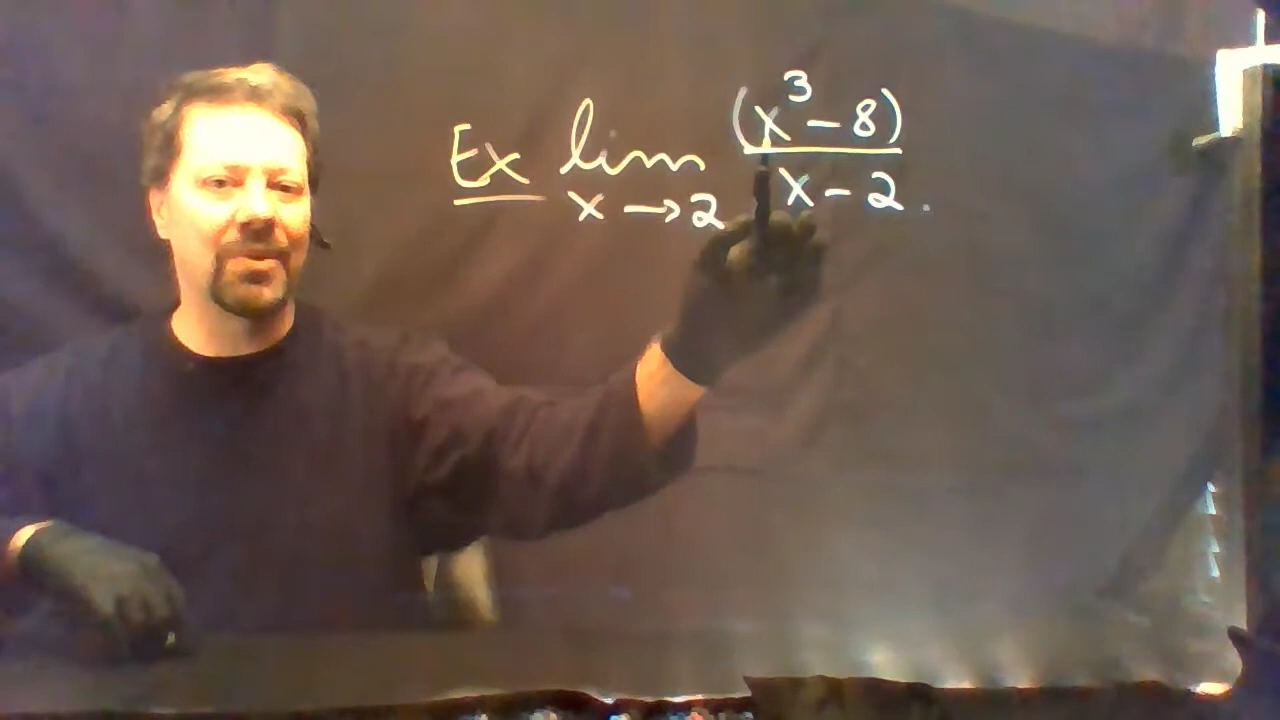 Ex lim x→2 (x³-8)/x-2.